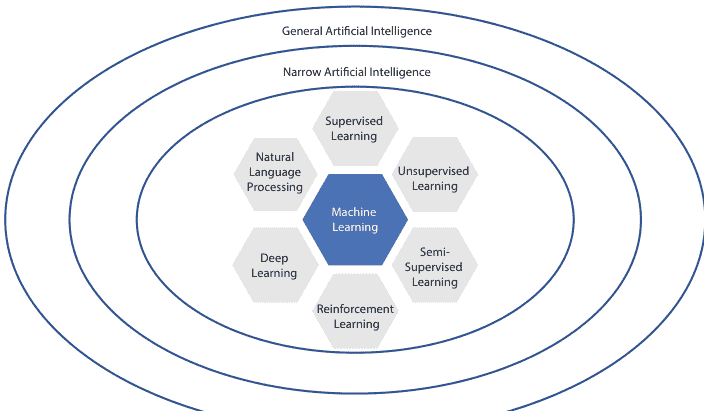 General Artificial Intelligence
Narrow Artificial Intelligence
Supervised
Learning
Natural
Language
Processing
Unsupervised
Learning
Machine
Learning
Deep
Learning
Semi-
Supervised
Learning
Reinforcement
Learning